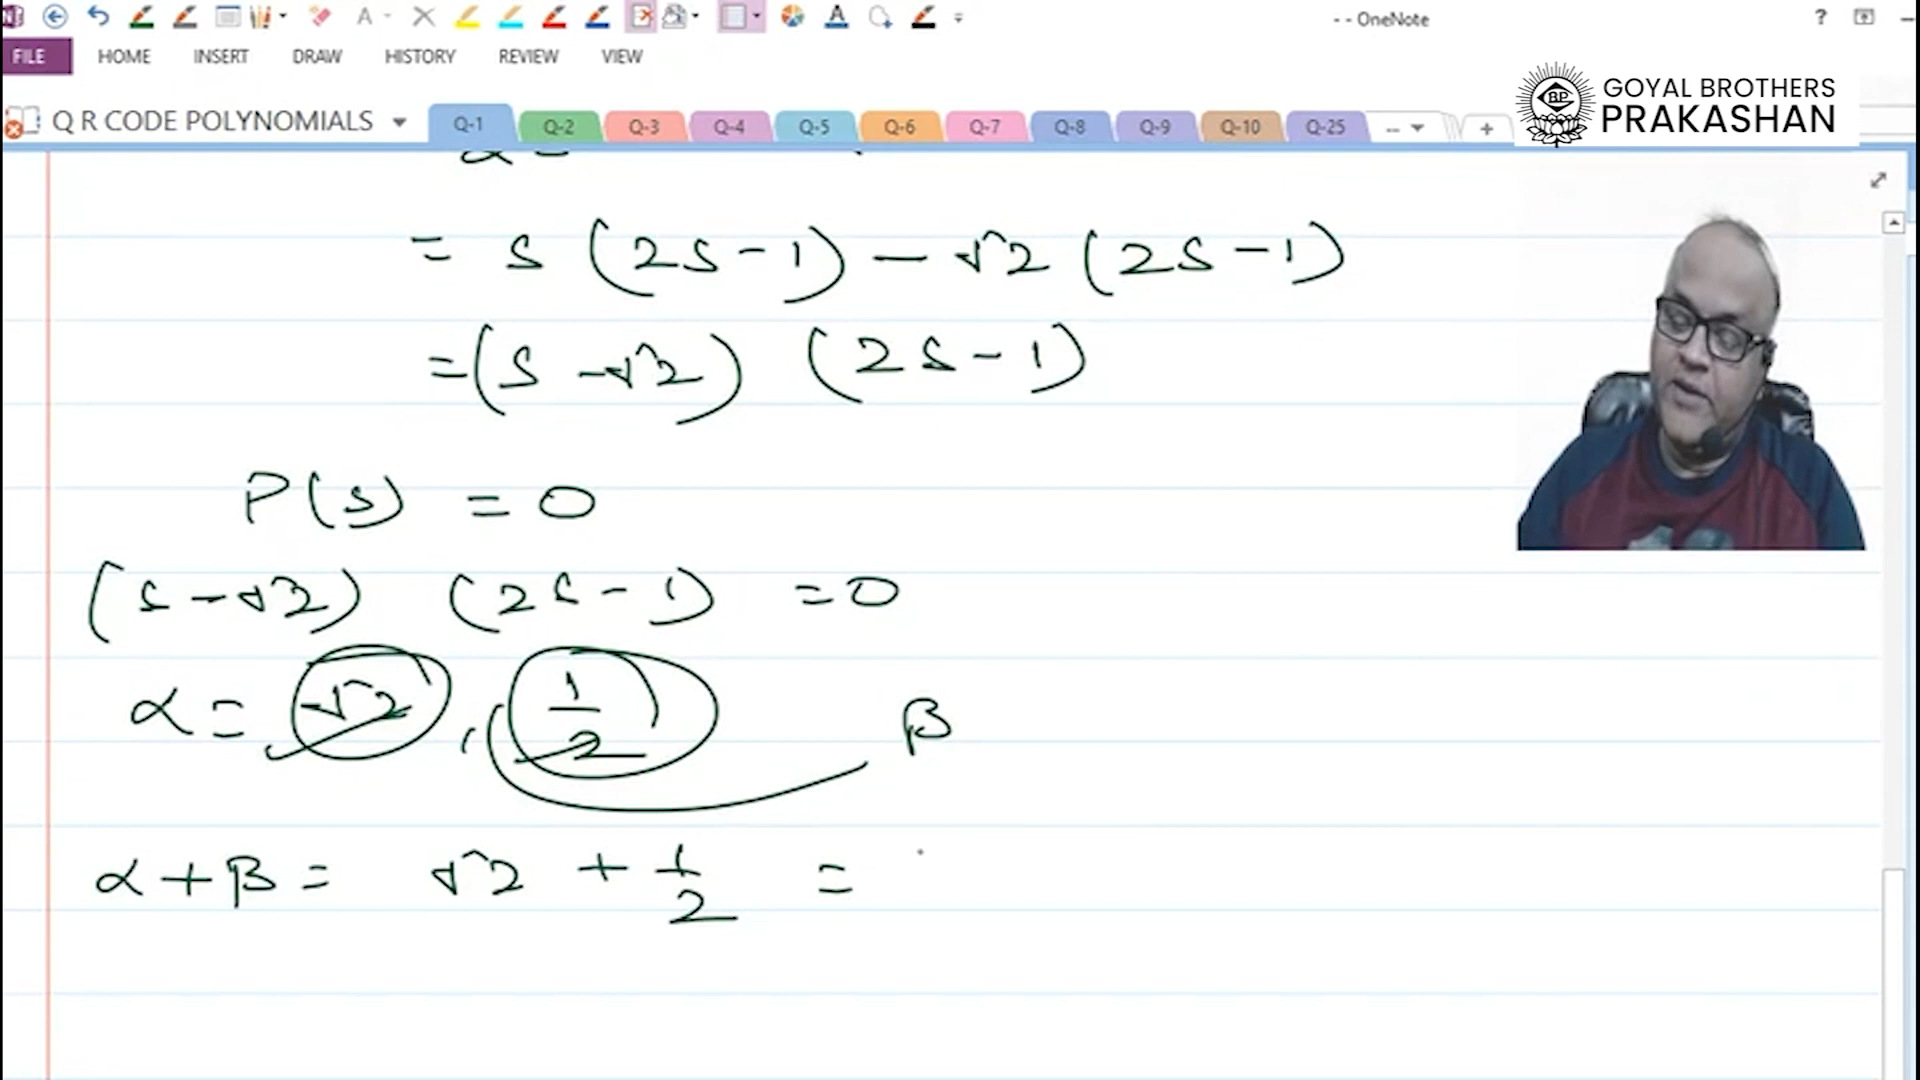 - - OneNote
?
FILE HOME INSERT DRAW HISTORY REVIEW VIEW
GOYAL BROTHERS
PRAKASHAN
BP
Q R CODE POLYNOMIALS Q-1 Q-2 Q-3 Q-4 Q-5 Q-6 Q-7 Q-8 Q-9 Q-10 Q-25
= s (2s-1) - √2 (2s-1)
= (s -√2) (2s-1)
P(s) = 0
(s-√2) (2s-1) = 0
α = √2, 1/2 β
α+β = √2 + 1/2 =